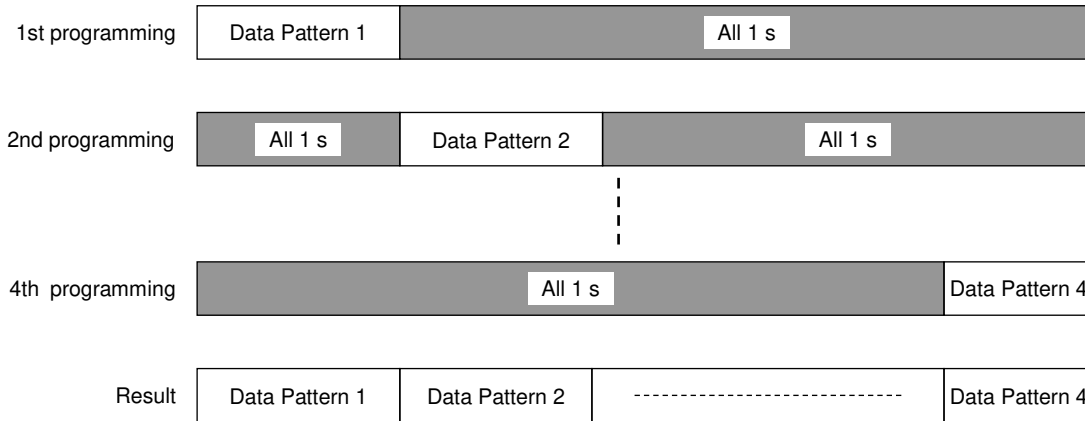 1st programming Data Pattern 1 All 1 s
2nd programming All 1 s Data Pattern 2 All 1 s
4th programming All 1 s Data Pattern 4
Result Data Pattern 1 Data Pattern 2 Data Pattern 4